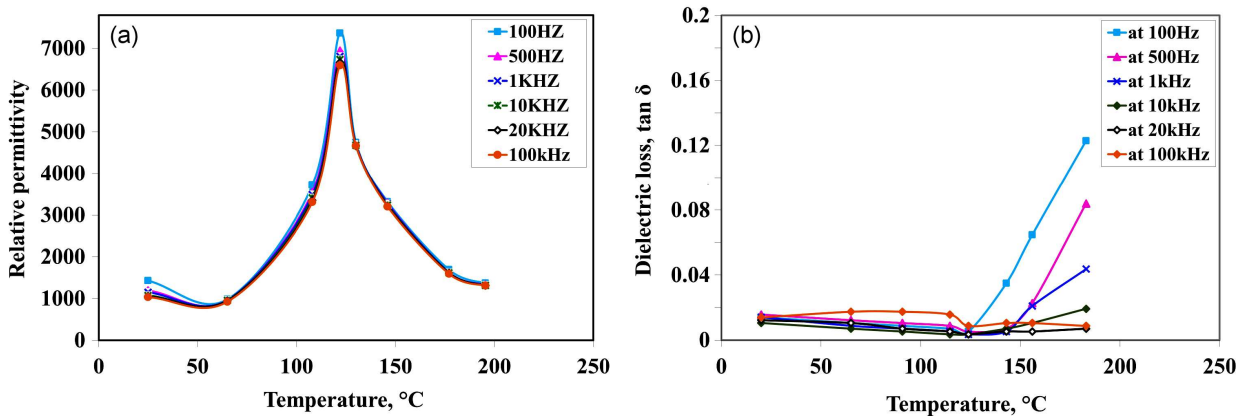 (a)
100HZ
500HZ
1KHZ
10KHZ
20KHZ
100kHz
7000
6000
5000
4000
3000
2000
1000
0
0 50 100 150 200 250
Relative permittivity
Temperature, °C
(b)
at 100Hz
at 500Hz
at 1kHz
at 10kHz
at 20kHz
at 100kHz
0.2
0.16
0.12
0.08
0.04
0
0 50 100 150 200 250
Dielectric loss, tan δ
Temperature, °C